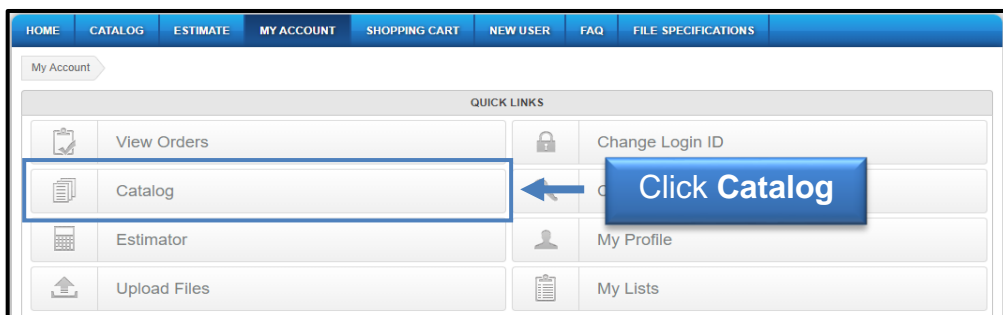 HOME CATALOG ESTIMATE MY ACCOUNT SHOPPING CART NEW USER FAQ FILE SPECIFICATIONS
My Account
QUICK LINKS
View Orders Change Login ID
Catalog Click Catalog
Estimator My Profile
Upload Files My Lists